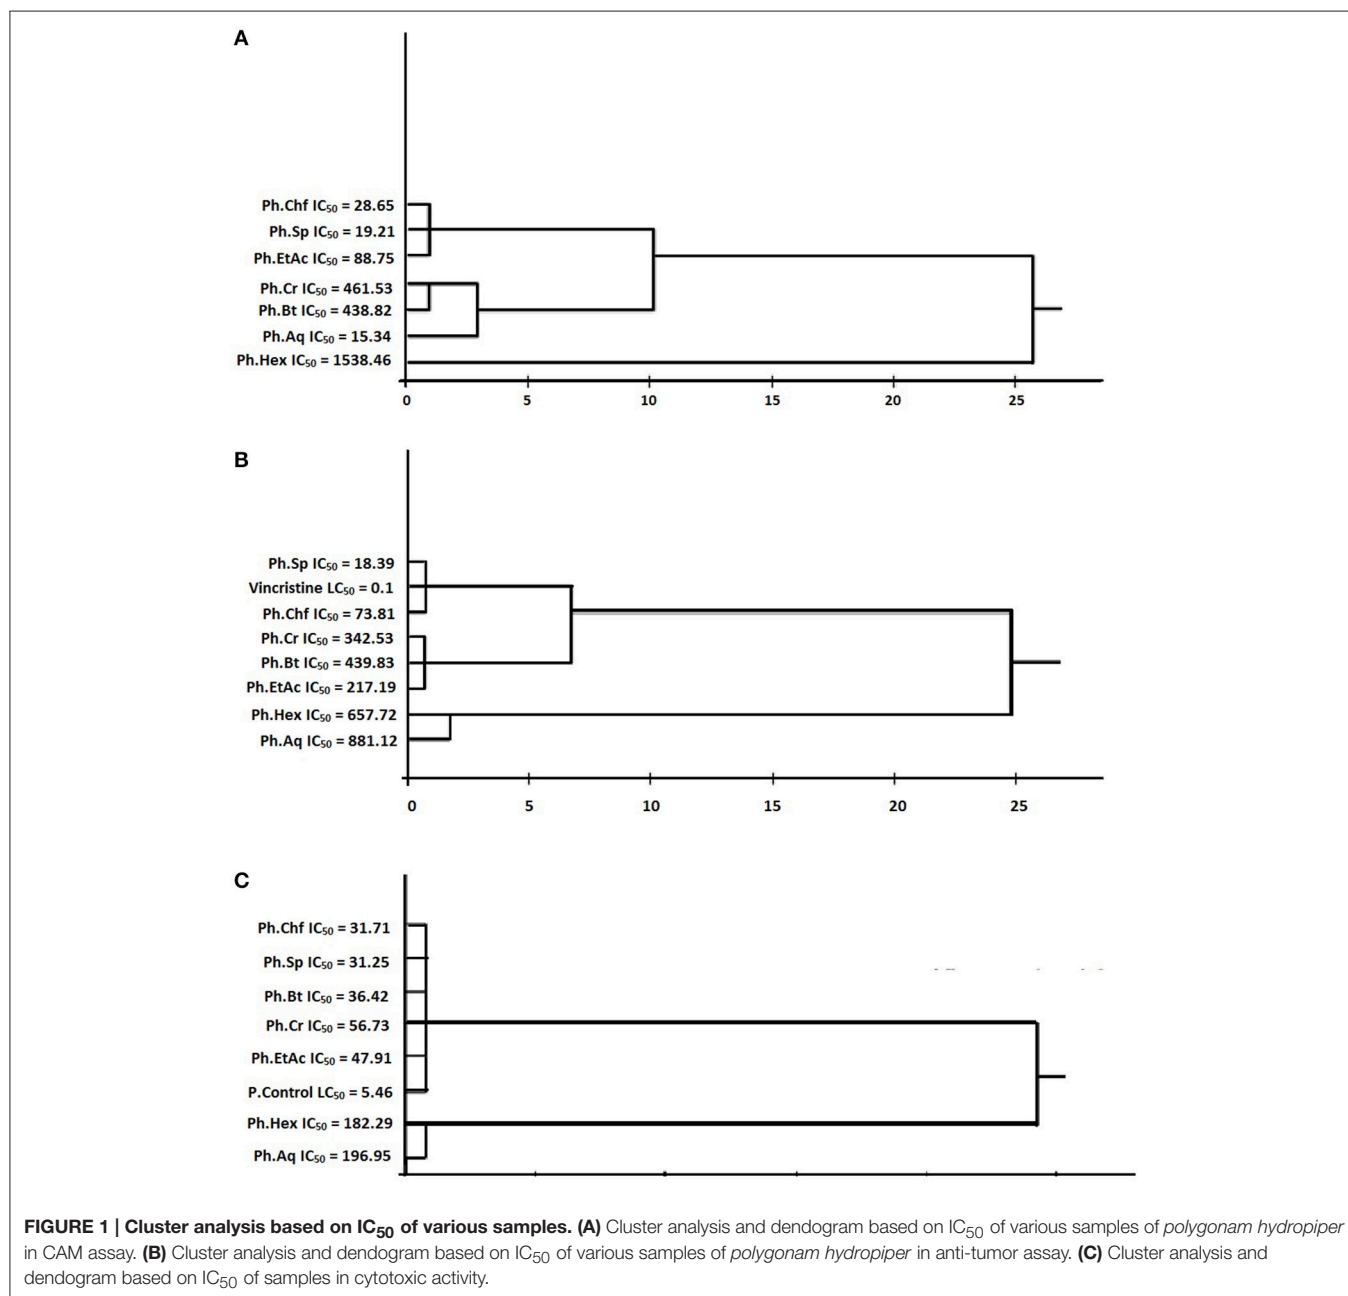 A
Ph.Chf IC50 = 28.65
Ph.Sp IC50 = 19.21
Ph.EtAc IC50 = 88.75
Ph.Cr IC50 = 461.53
Ph.Bt IC50 = 438.82
Ph.Aq IC50 = 15.34
Ph.Hex IC50 = 1538.46
0 5 10 15 20 25
B
Ph.Sp IC50 = 18.39
Vincristine LC50 = 0.1
Ph.Chf IC50 = 73.81
Ph.Cr IC50 = 342.53
Ph.Bt IC50 = 439.83
Ph.EtAc IC50 = 217.19
Ph.Hex IC50 = 657.72
Ph.Aq IC50 = 881.12
0 5 10 15 20 25
C
Ph.Chf IC50 = 31.71
Ph.Sp IC50 = 31.25
Ph.Bt IC50 = 36.42
Ph.Cr IC50 = 56.73
Ph.EtAc IC50 = 47.91
P.Control LC50 = 5.46
Ph.Hex IC50 = 182.29
Ph.Aq IC50 = 196.95
FIGURE 1 | Cluster analysis based on IC50 of various samples. (A) Cluster analysis and dendogram based on IC50 of various samples of polygonam hydropiper
in CAM assay. (B) Cluster analysis and dendogram based on IC50 of various samples of polygonam hydropiper in anti-tumor assay. (C) Cluster analysis and
dendogram based on IC50 of samples in cytotoxic activity.